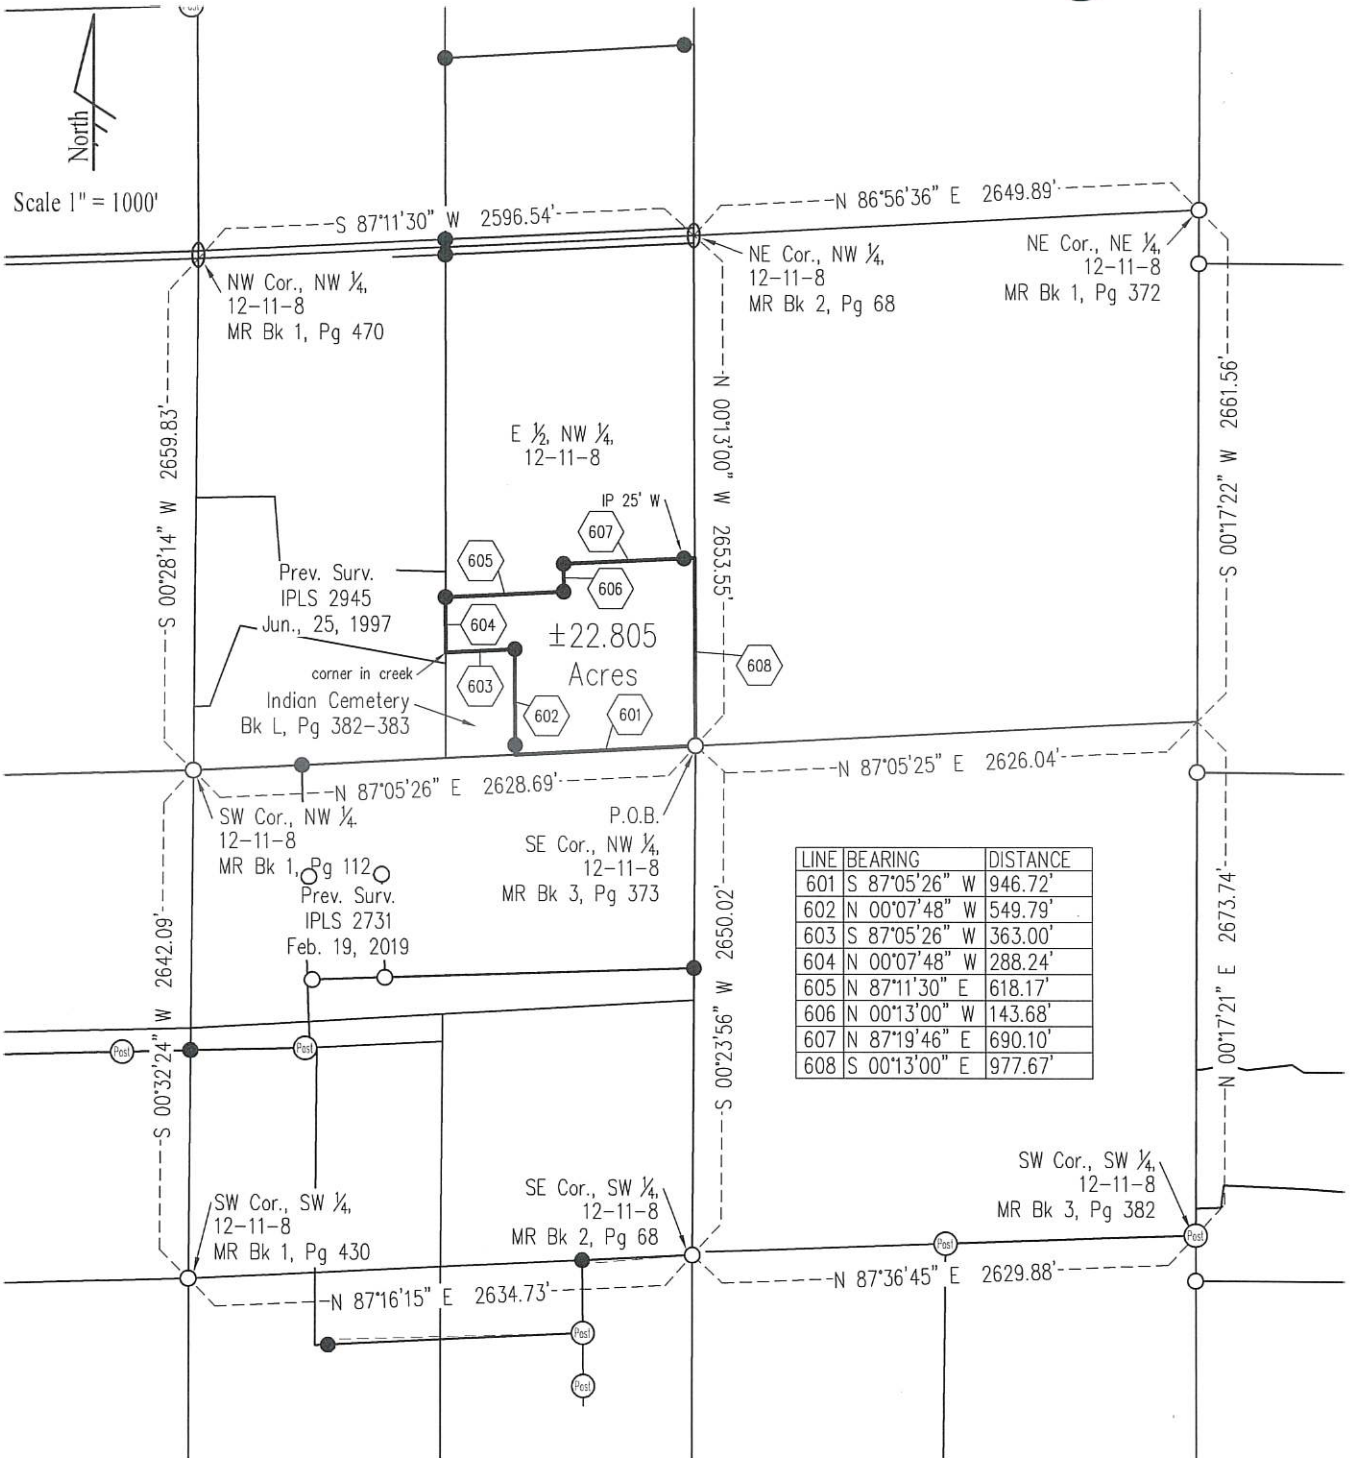 Post
North
Scale 1" = 1000'
S 87°11'30" W 2596.54'
N 86°56'36" E 2649.89'
NW Cor., NW ¼,
12-11-8
MR Bk 1, Pg 470
NE Cor., NW ¼,
12-11-8
MR Bk 2, Pg 68
NE Cor., NE ¼,
12-11-8
MR Bk 1, Pg 372
S 00°28'14" W 2659.83'
N 00°13'00" W 2653.55'
S 00°17'22" W 2661.56'
E ½, NW ¼,
12-11-8
IP 25' W
607
605
606
604
603
602
601
608
±22.805
Acres
Prev. Surv.
IPLS 2945
Jun., 25, 1997
corner in creek
Indian Cemetery
Bk L, Pg 382-383
N 87°05'26" E 2628.69'
N 87°05'25" E 2626.04'
SW Cor., NW ¼
12-11-8
MR Bk 1, Pg 112
P.O.B.
SE Cor., NW ¼,
12-11-8
MR Bk 3, Pg 373
Prev. Surv.
IPLS 2731
Feb. 19, 2019
LINE BEARING DISTANCE
601 S 87°05'26" W 946.72'
602 N 00°07'48" W 549.79'
603 S 87°05'26" W 363.00'
604 N 00°07'48" W 288.24'
605 N 87°11'30" E 618.17'
606 N 00°13'00" W 143.68'
607 N 87°19'46" E 690.10'
608 S 00°13'00" E 977.67'
S 00°32'24" W 2642.09'
S 00°23'56" W 2650.02'
N 00°17'21" E 2673.74'
Post
Post
SW Cor., SW ¼,
12-11-8
MR Bk 1, Pg 430
SE Cor., SW ¼,
12-11-8
MR Bk 2, Pg 68
SW Cor., SW ¼,
12-11-8
MR Bk 3, Pg 382
Post
Post
N 87°16'15" E 2634.73'
N 87°36'45" E 2629.88'
Post
Post